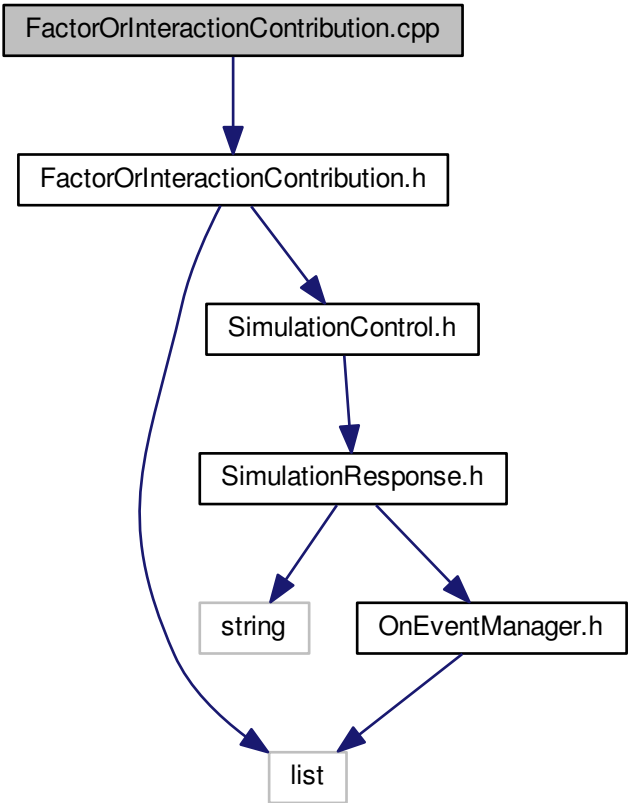 FactorOrInteractionContribution.cpp
FactorOrInteractionContribution.h
SimulationControl.h
SimulationResponse.h
string
OnEventManager.h
list